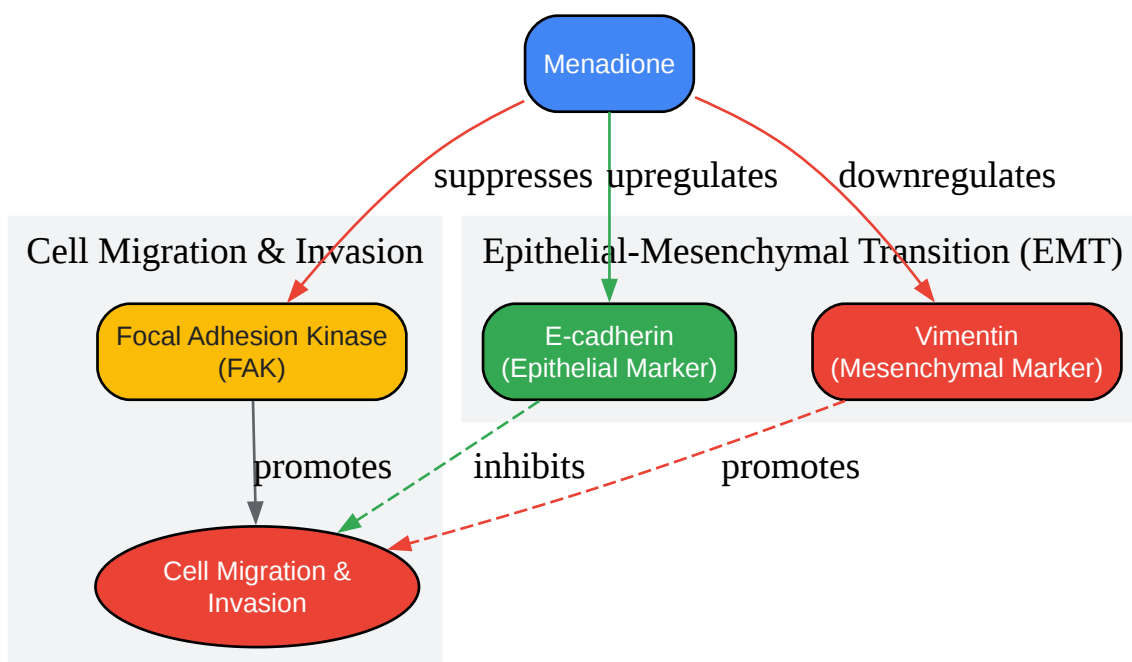 Menadione
suppresses
upregulates
downregulates
Cell Migration & Invasion
Epithelial-Mesenchymal Transition (EMT)
Focal Adhesion Kinase
(FAK)
E-cadherin
(Epithelial Marker)
Vimentin
(Mesenchymal Marker)
promotes
inhibits
promotes
Cell Migration &
Invasion